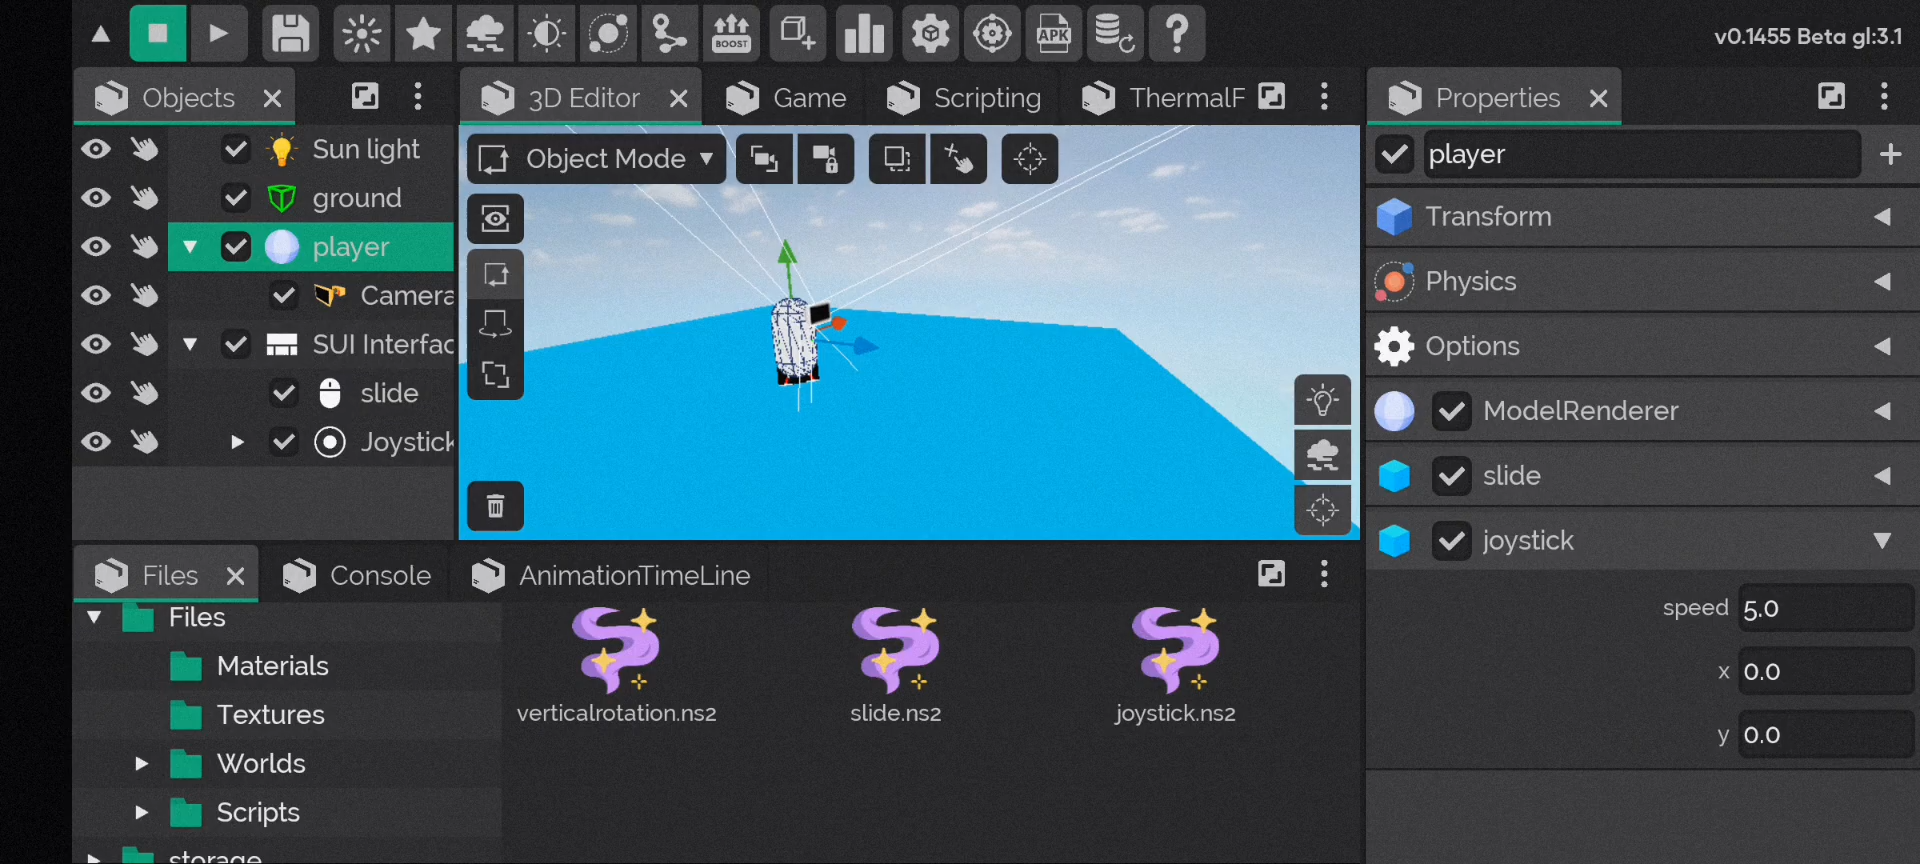 BOOST
APK
v0.1455 Beta gl:3.1
Objects
3D Editor
Game
Scripting
ThermalF
Properties
Sun light
ground
player
Camera
SUI Interfac
slide
Joystick
Object Mode
player
Transform
Physics
Options
ModelRenderer
slide
joystick
speed 5.0
x 0.0
y 0.0
Files
Console
AnimationTimeLine
Files
Materials
Textures
Worlds
Scripts
storage
verticalrotation.ns2
slide.ns2
joystick.ns2